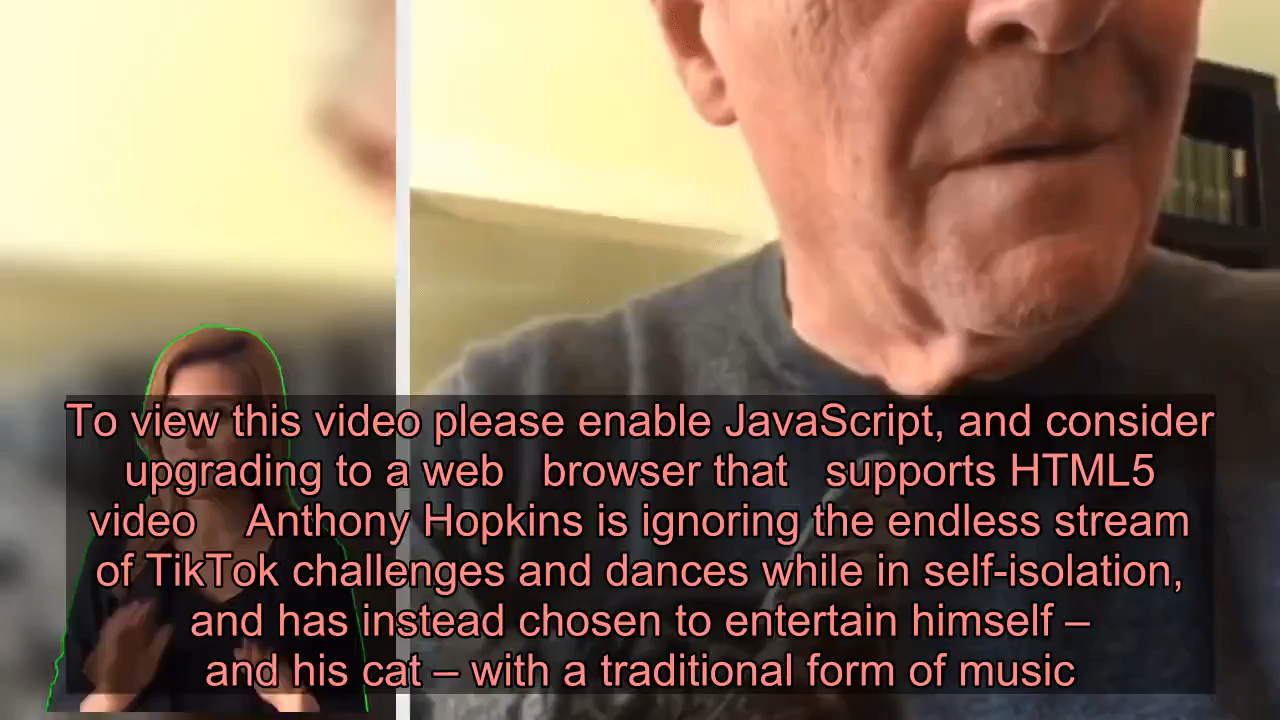 To view this video please enable JavaScript, and consider
upgrading to a web browser that supports HTML5
video Anthony Hopkins is ignoring the endless stream
of TikTok challenges and dances while in self-isolation,
and has instead chosen to entertain himself –
and his cat – with a traditional form of music